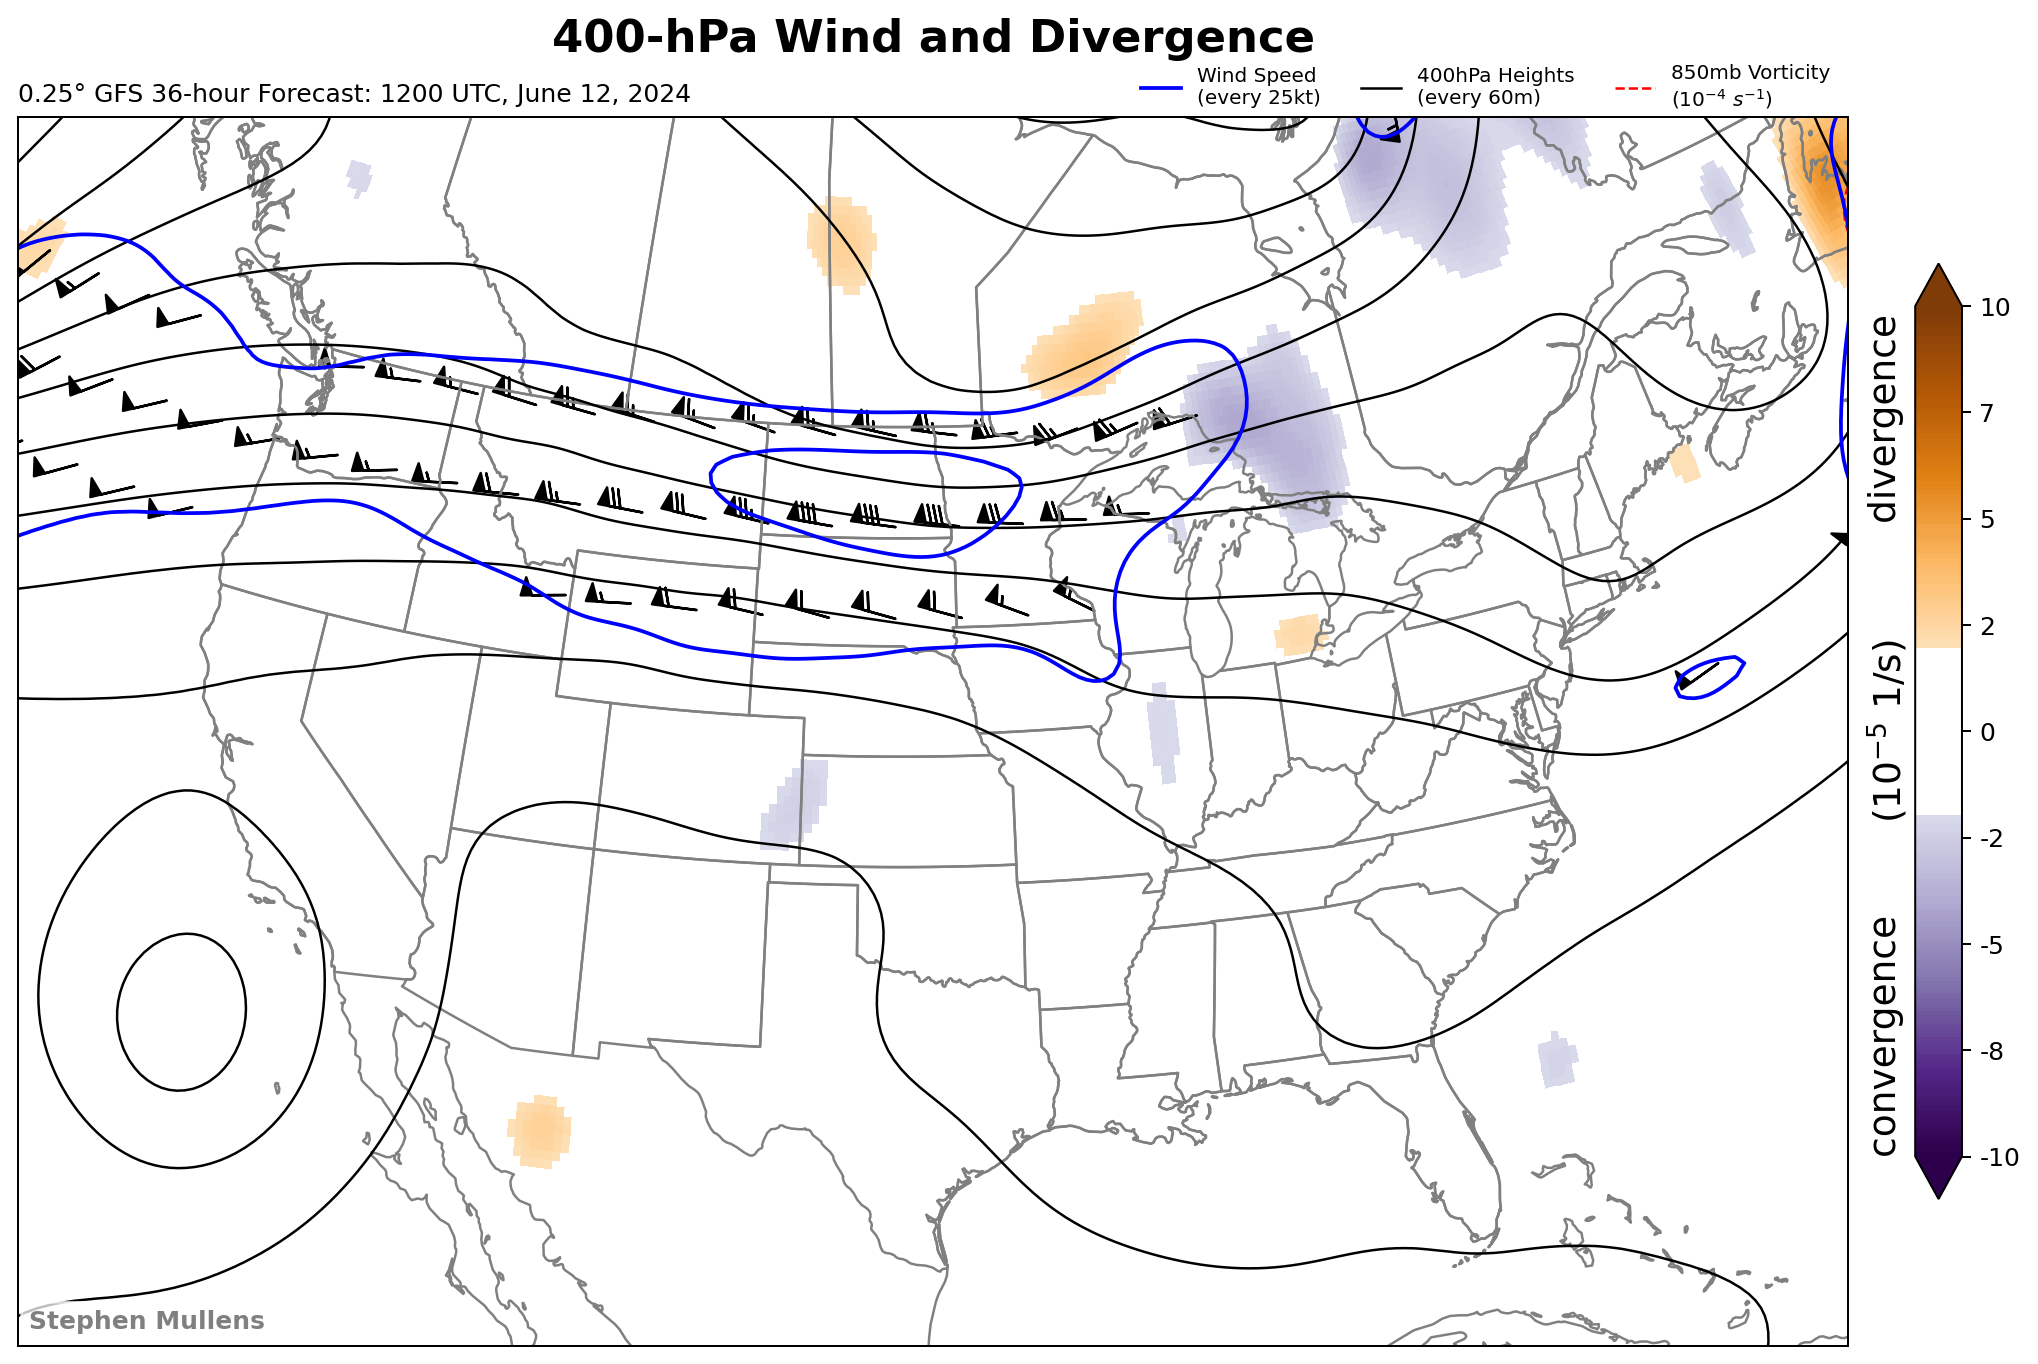 400-hPa Wind and Divergence
0.25° GFS 36-hour Forecast: 1200 UTC, June 12, 2024
Wind Speed
(every 25kt)
400hPa Heights
(every 60m)
850mb Vorticity
(10⁻⁴ s⁻¹)
10
7
5
2
0
-2
-5
-8
-10
convergence (10⁻⁵ 1/s) divergence
Stephen Mullens